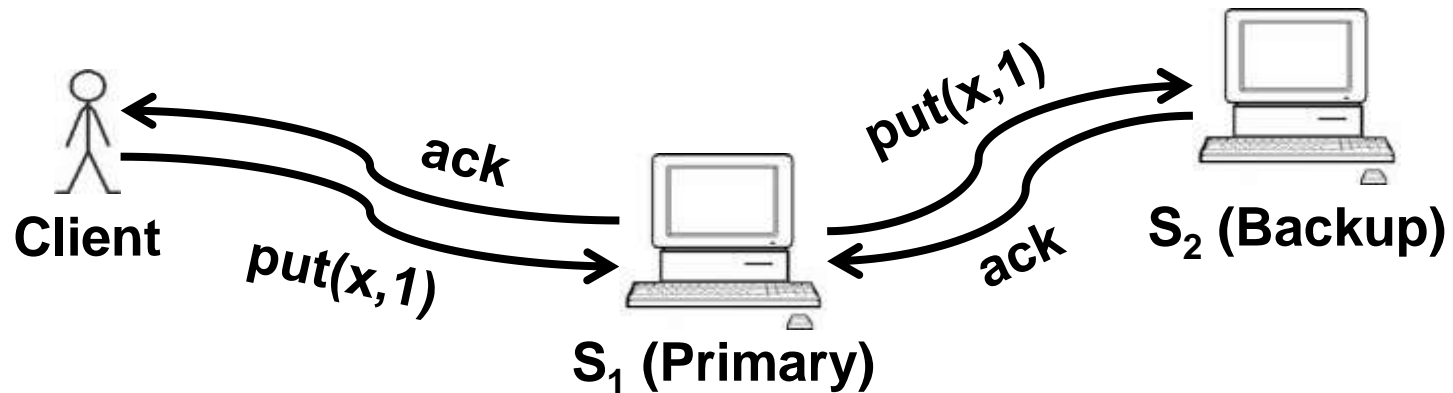 put(x,1)
ack
ack
Client
put(x,1)
S₂ (Backup)
S₁ (Primary)